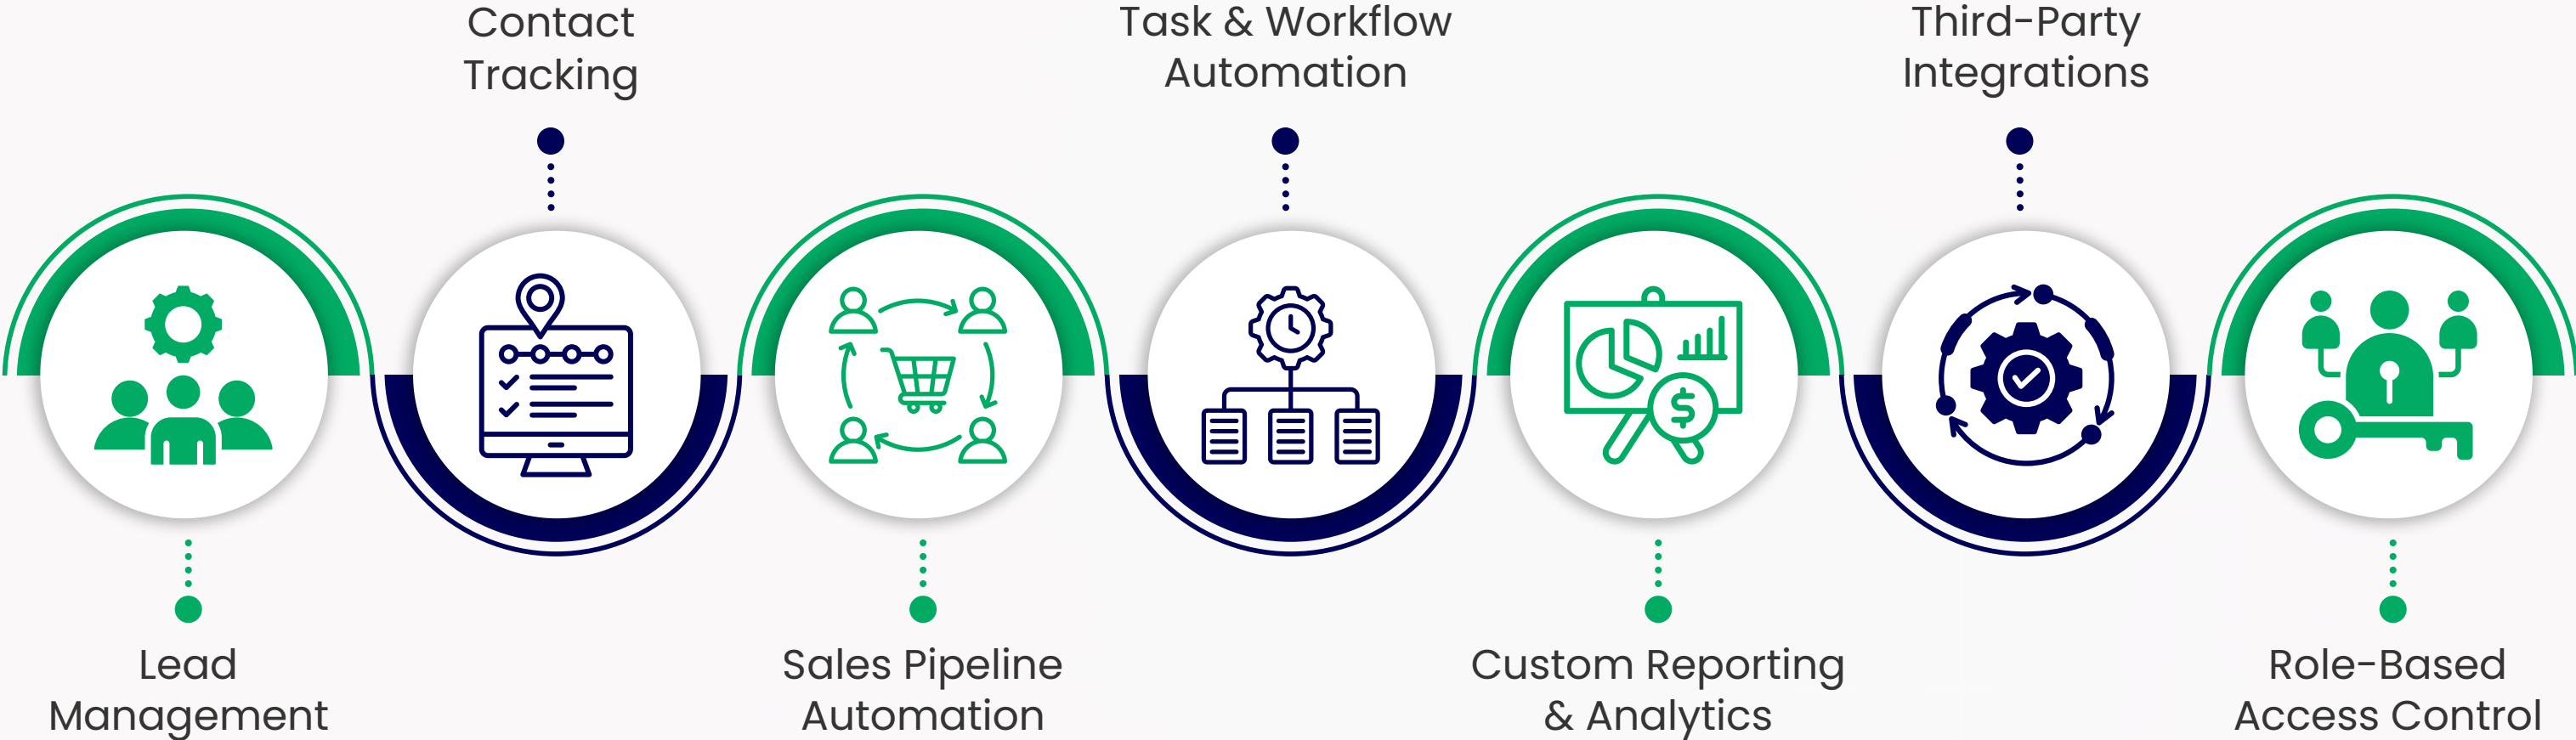 Contact
Tracking
Task & Workflow
Automation
Third-Party
Integrations
$
Lead
Management
Sales Pipeline
Automation
Custom Reporting
& Analytics
Role-Based
Access Control